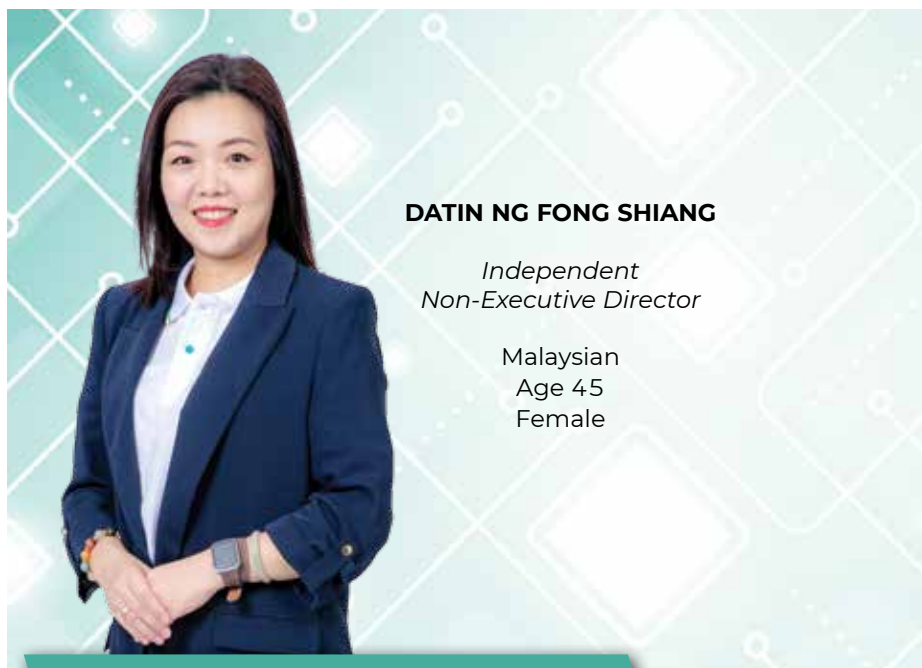 DATIN NG FONG SHIANG
Independent
Non-Executive Director
Malaysian
Age 45
Female